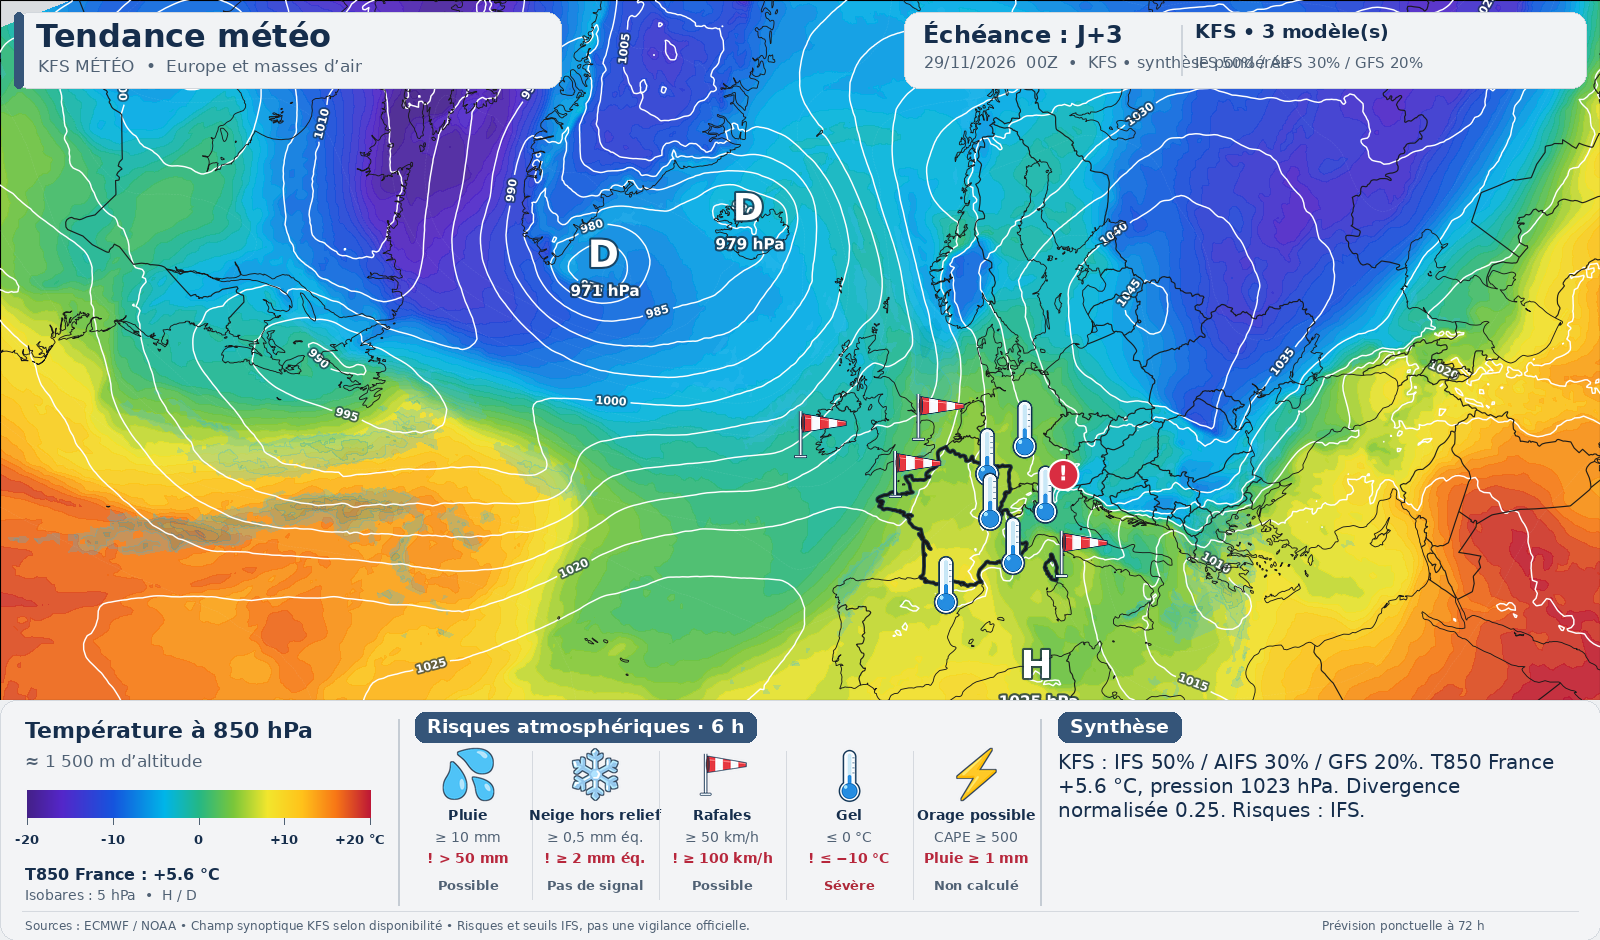 Tendance météo
KFS MÉTÉO • Europe et masses d’air
Échéance : J+3
29/11/2026 00Z • KFS • synthèse pondérée
KFS • 3 modèle(s)
IFS 50% / AIFS 30% / GFS 20%
1005
1010
1030
990
980
D
979 hPa
D
971 hPa
985
1040
1045
1035
1020
990
995
1000
!
1020
1015
1025
H
1025 hPa
1015
Température à 850 hPa
≈ 1 500 m d’altitude
-20 -10 0 +10 +20 °C
T850 France : +5.6 °C
Isobares : 5 hPa • H / D
Risques atmosphériques · 6 h
Pluie
≥ 10 mm
! > 50 mm
Possible
Neige hors relief
≥ 0,5 mm éq.
! ≥ 2 mm éq.
Pas de signal
Rafales
≥ 50 km/h
! ≥ 100 km/h
Possible
Gel
≤ 0 °C
! ≤ −10 °C
Sévère
Orage possible
CAPE ≥ 500
Pluie ≥ 1 mm
Non calculé
Synthèse
KFS : IFS 50% / AIFS 30% / GFS 20%. T850 France
+5.6 °C, pression 1023 hPa. Divergence
normalisée 0.25. Risques : IFS.
Sources : ECMWF / NOAA • Champ synoptique KFS selon disponibilité • Risques et seuils IFS, pas une vigilance officielle.
Prévision ponctuelle à 72 h